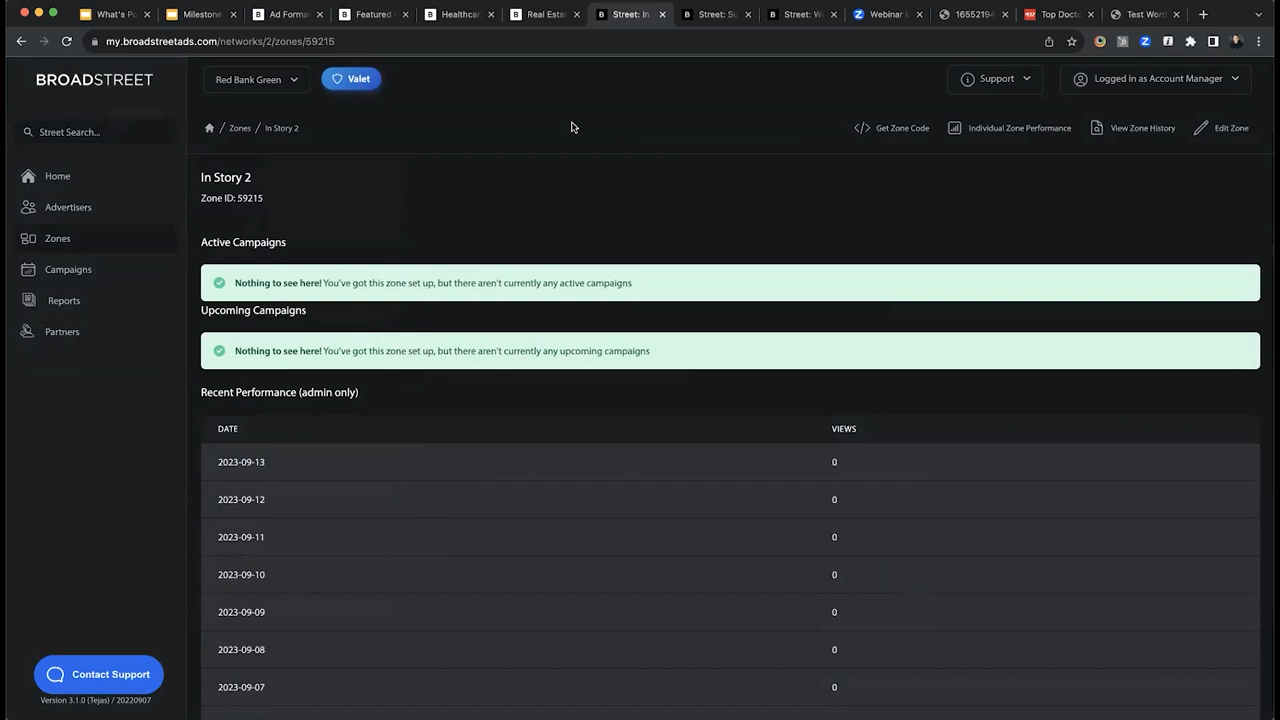 What's Po
Milestone
Ad Forma
Featured
Healthcar
Real Esta
Street: In
Street: Su
Street: W
Webinar
16652194
Top Docto
Test Word
my.broadstreetads.com/networks/2/zones/59215
BROADSTREET
Red Bank Green
Valet
Support
Logged in as Account Manager
Street Search...
Home
Advertisers
Zones
Campaigns
Reports
Partners
/ Zones / In Story 2
</> Get Zone Code
Individual Zone Performance
View Zone History
Edit Zone
In Story 2
Zone ID: 59215
Active Campaigns
Nothing to see here! You've got this zone set up, but there aren't currently any active campaigns
Upcoming Campaigns
Nothing to see here! You've got this zone set up, but there aren't currently any upcoming campaigns
Recent Performance (admin only)
DATE VIEWS
2023-09-13 0
2023-09-12 0
2023-09-11 0
2023-09-10 0
2023-09-09 0
2023-09-08 0
2023-09-07 0
Contact Support
Version 3.1.0 (Tejas) / 20220907